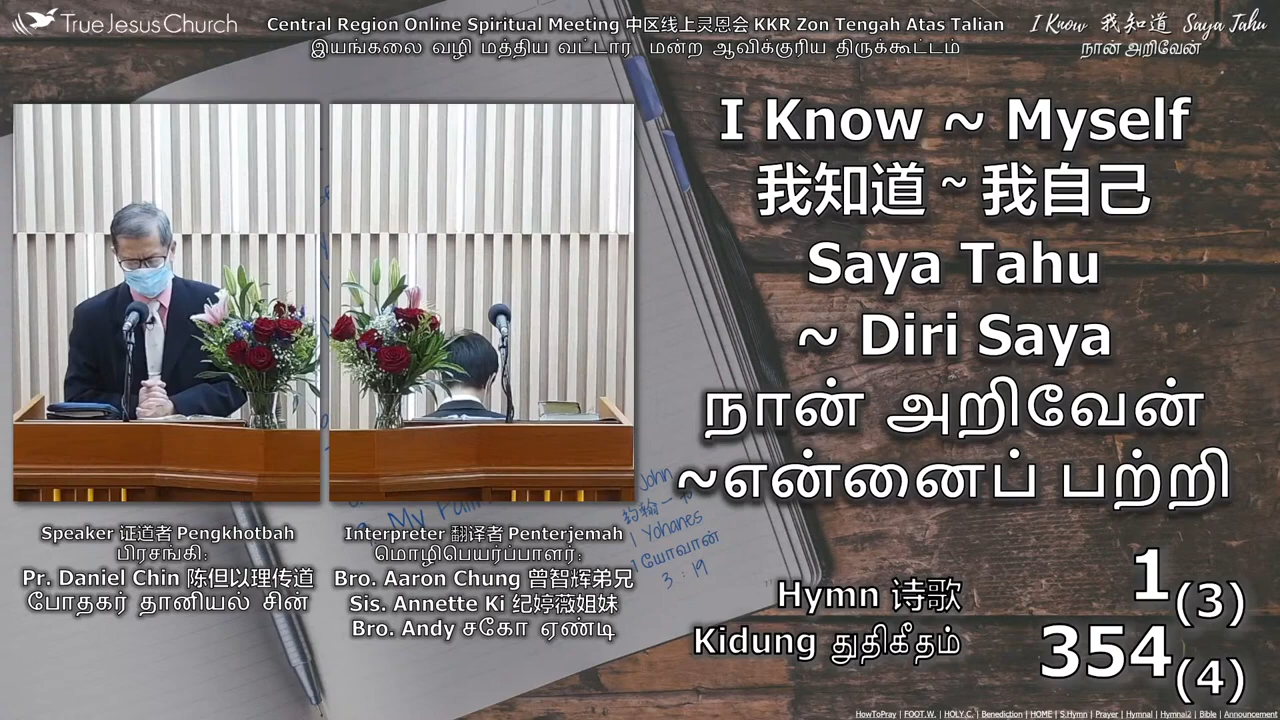 True Jesus Church
Central Region Online Spiritual Meeting 中区线上灵恩会 KKR Zon Tengah Atas Talian
இயங்கலை வழி மத்திய வட்டார மன்ற ஆவிக்குரிய திருக்கூட்டம்
I Know 我知道 Saya Tahu
நான் அறிவேன்
I Know ~ Myself
我知道 ~ 我自己
Saya Tahu
~ Diri Saya
நான் அறிவேன்
~என்னைப் பற்றி
My
John
约翰一书
1 Yohanes
1 யோவான்
3 : 19
Speaker 证道者 Pengkhotbah
பிரசங்கி:
Pr. Daniel Chin 陈但以理传道
போதகர் தானியல் சின்
Interpreter 翻译者 Penterjemah
மொழிபெயர்ப்பாளர்:
Bro. Aaron Chung 曾智辉弟兄
Sis. Annette Ki 纪婷薇姐妹
Bro. Andy சகோ ஏண்டி
Hymn 诗歌
Kidung துதிகீதம்
1(3)
354(4)
HowToPray | FOOT.W. | HOLY.C. | Benediction | HOME | S.Hymn | Prayer | Hymnal | Hymnal2 | Bible | Announcement